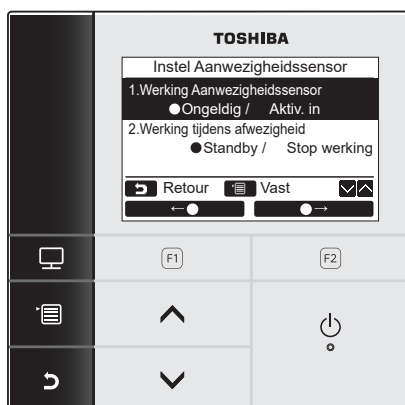 TOSHIBA
Instel Aanwezigheidssensor
1.Werking Aanwezigheidssensor
●Ongeldig / Aktiv. in
2.Werking tijdens afwezigheid
●Standby / Stop werking
Retour Vast
←● ●→
F1 F2